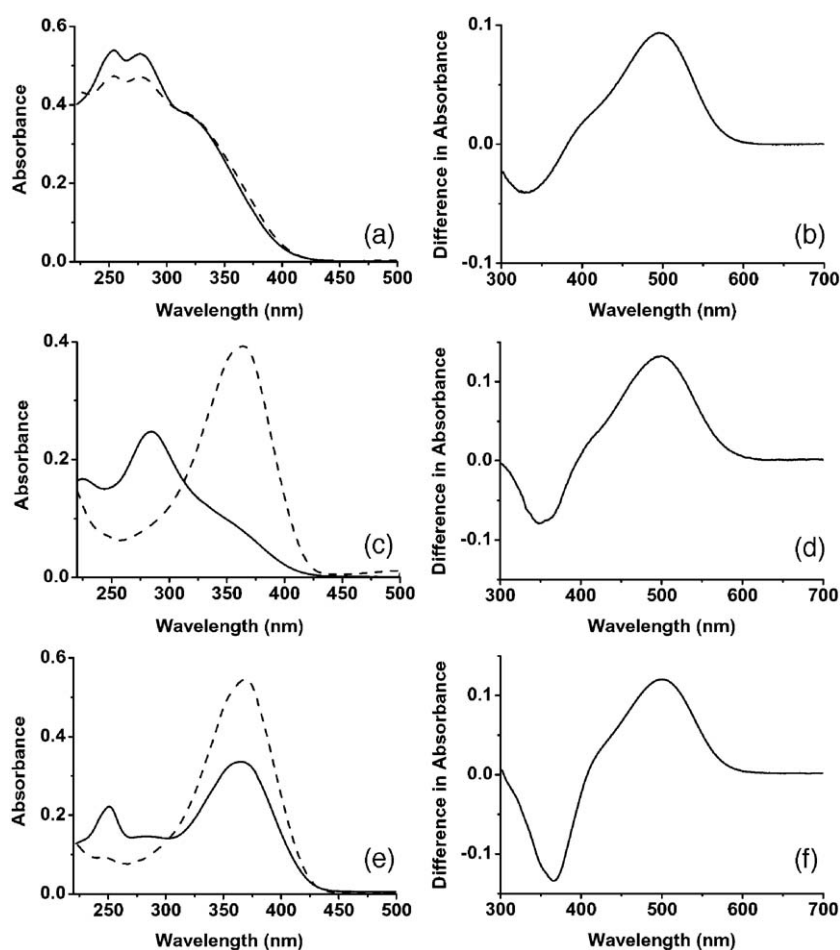 0.6
0.4
0.2
0.0
Absorbance
250 300 350 400 450 500
Wavelength (nm)
(a)
0.1
0.0
-0.1
Difference in Absorbance
300 400 500 600 700
Wavelength (nm)
(b)
0.4
0.2
0.0
Absorbance
250 300 350 400 450 500
Wavelength (nm)
(c)
0.1
0.0
-0.1
Difference in Absorbance
300 400 500 600 700
Wavelength (nm)
(d)
0.6
0.4
0.2
0.0
Absorbance
250 300 350 400 450 500
Wavelength (nm)
(e)
0.1
0.0
-0.1
Difference in Absorbance
300 400 500 600 700
Wavelength (nm)
(f)